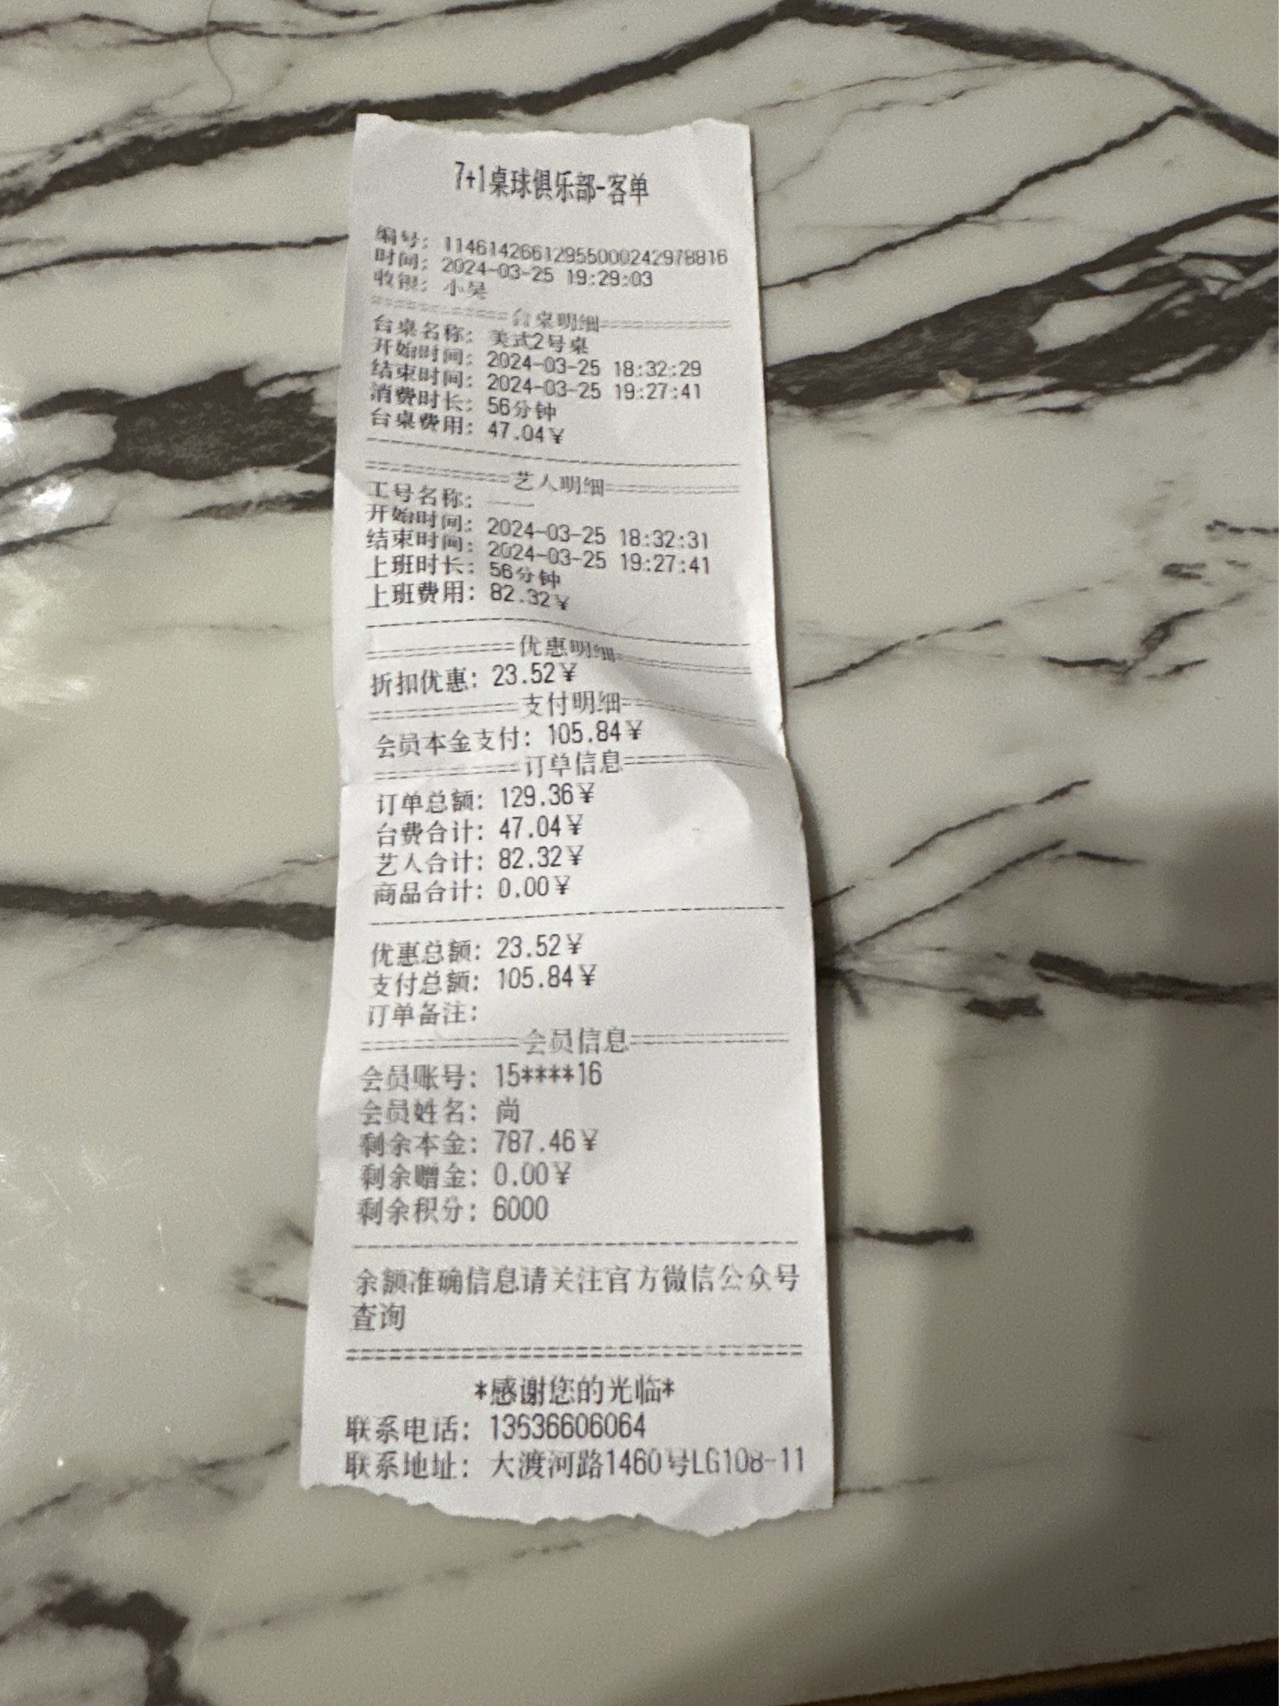 7+1桌球俱乐部-客单
编号：1146142661295500024297​8816
时间：2024-03-25 19:29:03
收银：小吴
==========台桌明细==========
台桌名称：美式2号桌
开始时间：2024-03-25 18:32:29
结束时间：2024-03-25 19:27:41
消费时长：56分钟
台桌费用：47.04¥
--------------------------------
==========艺人明细==========
工号名称：——
开始时间：2024-03-25 18:32:31
结束时间：2024-03-25 19:27:41
上班时长：56分钟
上班费用：82.32¥
--------------------------------
==========优惠明细==========
折扣优惠：23.52¥
==========支付明细==========
会员本金支付：105.84¥
==========订单信息==========
订单总额：129.36¥
台费合计：47.04¥
艺人合计：82.32¥
商品合计：0.00¥
--------------------------------
优惠总额：23.52¥
支付总额：105.84¥
订单备注：
==========会员信息==========
会员账号：15****16
会员姓名：尚
剩余本金：787.46¥
剩余赠金：0.00¥
剩余积分：6000
--------------------------------
余额准确信息请关注官方微信公众号
查询
================================
*感谢您的光临*
联系电话：13636606064
联系地址：大渡河路1460号LG108-11